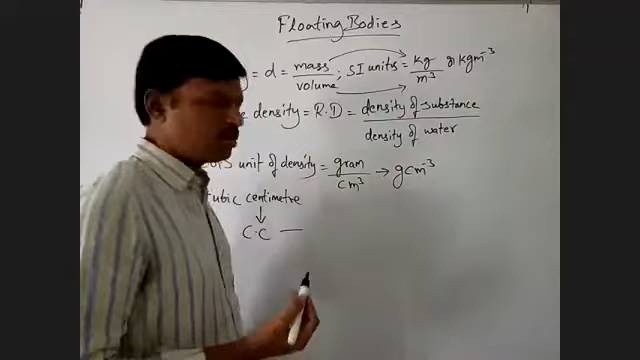 Floating Bodies
= d = mass/volume ; SI units = kg/m³ or kgm⁻³
density = R.D = density of substance/density of water
unit of density = gram/cm³ → gcm⁻³
cubic centimetre
↓
C.C —